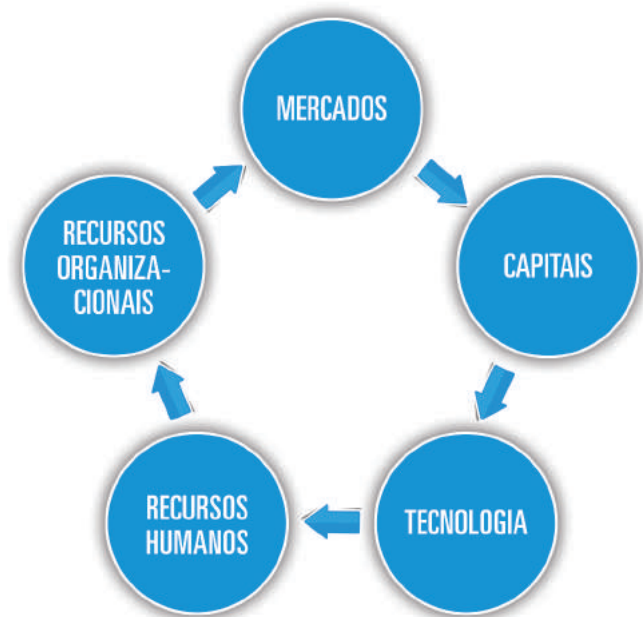 MERCADOS
CAPITAIS
TECNOLOGIA
RECURSOS
HUMANOS
RECURSOS
ORGANIZA-
CIONAIS